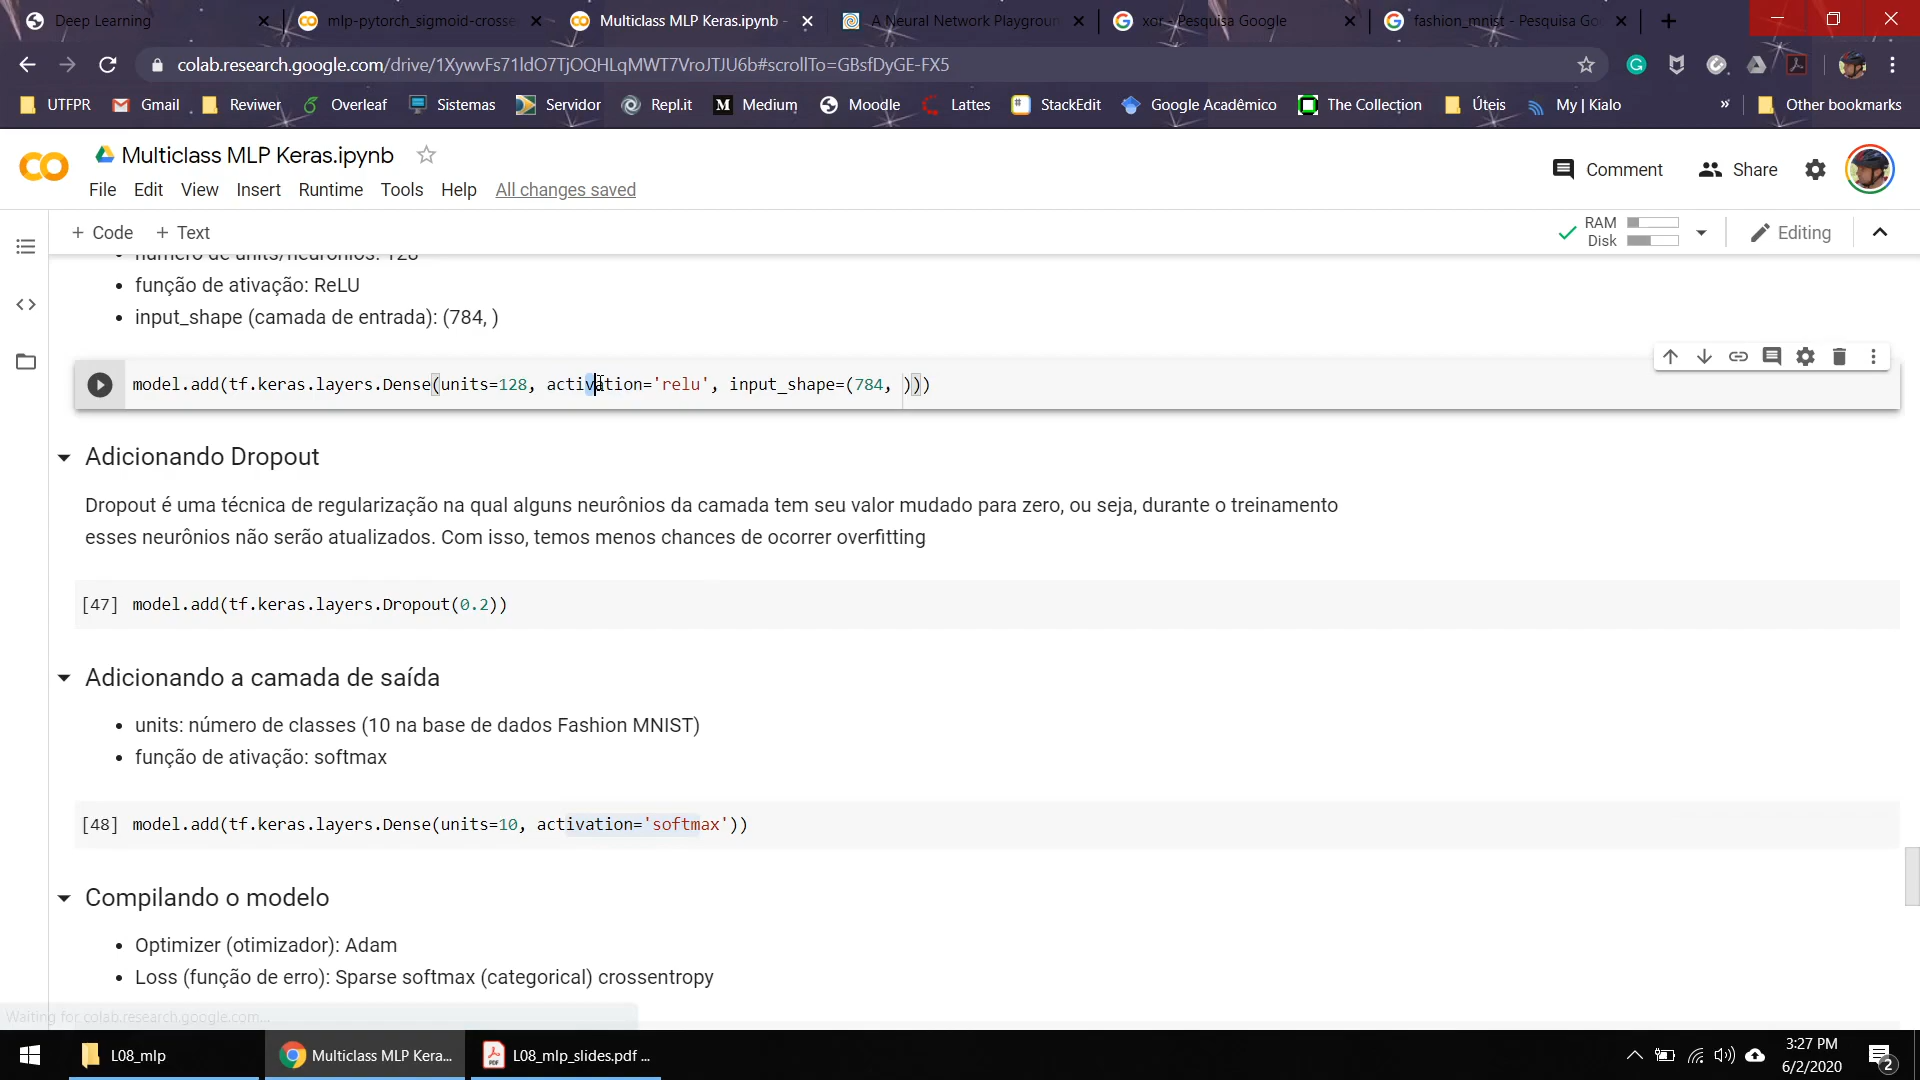 Deep Learning
mlp-pytorch_sigmoid-crosse
Multiclass MLP Keras.ipynb -
A Neural Network Playgroun
xor - Pesquisa Google
fashion_mnist - Pesquisa Go
colab.research.google.com/drive/1XywvFs71ldO7TjOQHLqMWT7VroJTJU6b#scrollTo=GBsfDyGE-FX5
UTFPR
Gmail
Reviwer
Overleaf
Sistemas
Servidor
Repl.it
Medium
Moodle
Lattes
StackEdit
Google Acadêmico
The Collection
Úteis
My | Kialo
»
Other bookmarks
Multiclass MLP Keras.ipynb
Comment
Share
File Edit View Insert Runtime Tools Help All changes saved
+ Code + Text
RAM
Disk
Editing
• número de units/neurônios: 128
• função de ativação: ReLU
• input_shape (camada de entrada): (784, )
model.add(tf.keras.layers.Dense(units=128, activation='relu', input_shape=(784, )))
Adicionando Dropout
Dropout é uma técnica de regularização na qual alguns neurônios da camada tem seu valor mudado para zero, ou seja, durante o treinamento
esses neurônios não serão atualizados. Com isso, temos menos chances de ocorrer overfitting
[47] model.add(tf.keras.layers.Dropout(0.2))
Adicionando a camada de saída
• units: número de classes (10 na base de dados Fashion MNIST)
• função de ativação: softmax
[48] model.add(tf.keras.layers.Dense(units=10, activation='softmax'))
Compilando o modelo
• Optimizer (otimizador): Adam
• Loss (função de erro): Sparse softmax (categorical) crossentropy
Waiting for colab.research.google.com...
L08_mlp
Multiclass MLP Kera...
L08_mlp_slides.pdf ...
3:27 PM
6/2/2020
2